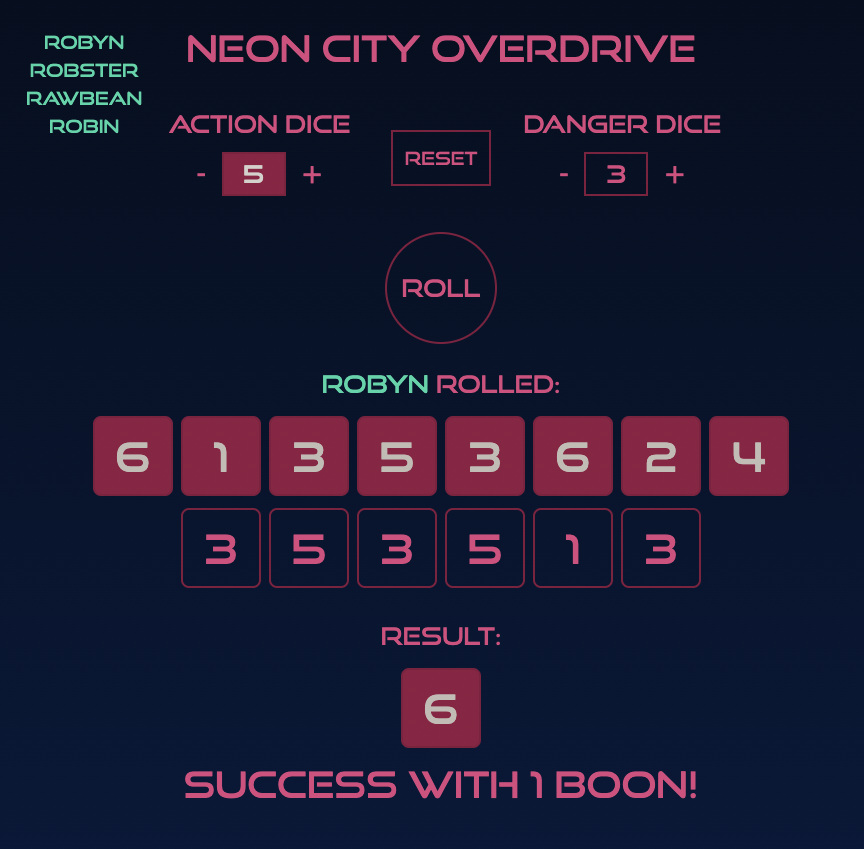 ROBYN
ROBSTER
RAWBEAN
ROBIN
NEON CITY OVERDRIVE
ACTION DICE
- 5 +
RESET
DANGER DICE
- 3 +
ROLL
ROBYN ROLLED:
6 1 3 5 3 6 2 4
3 5 3 5 1 3
RESULT:
6
SUCCESS WITH 1 BOON!